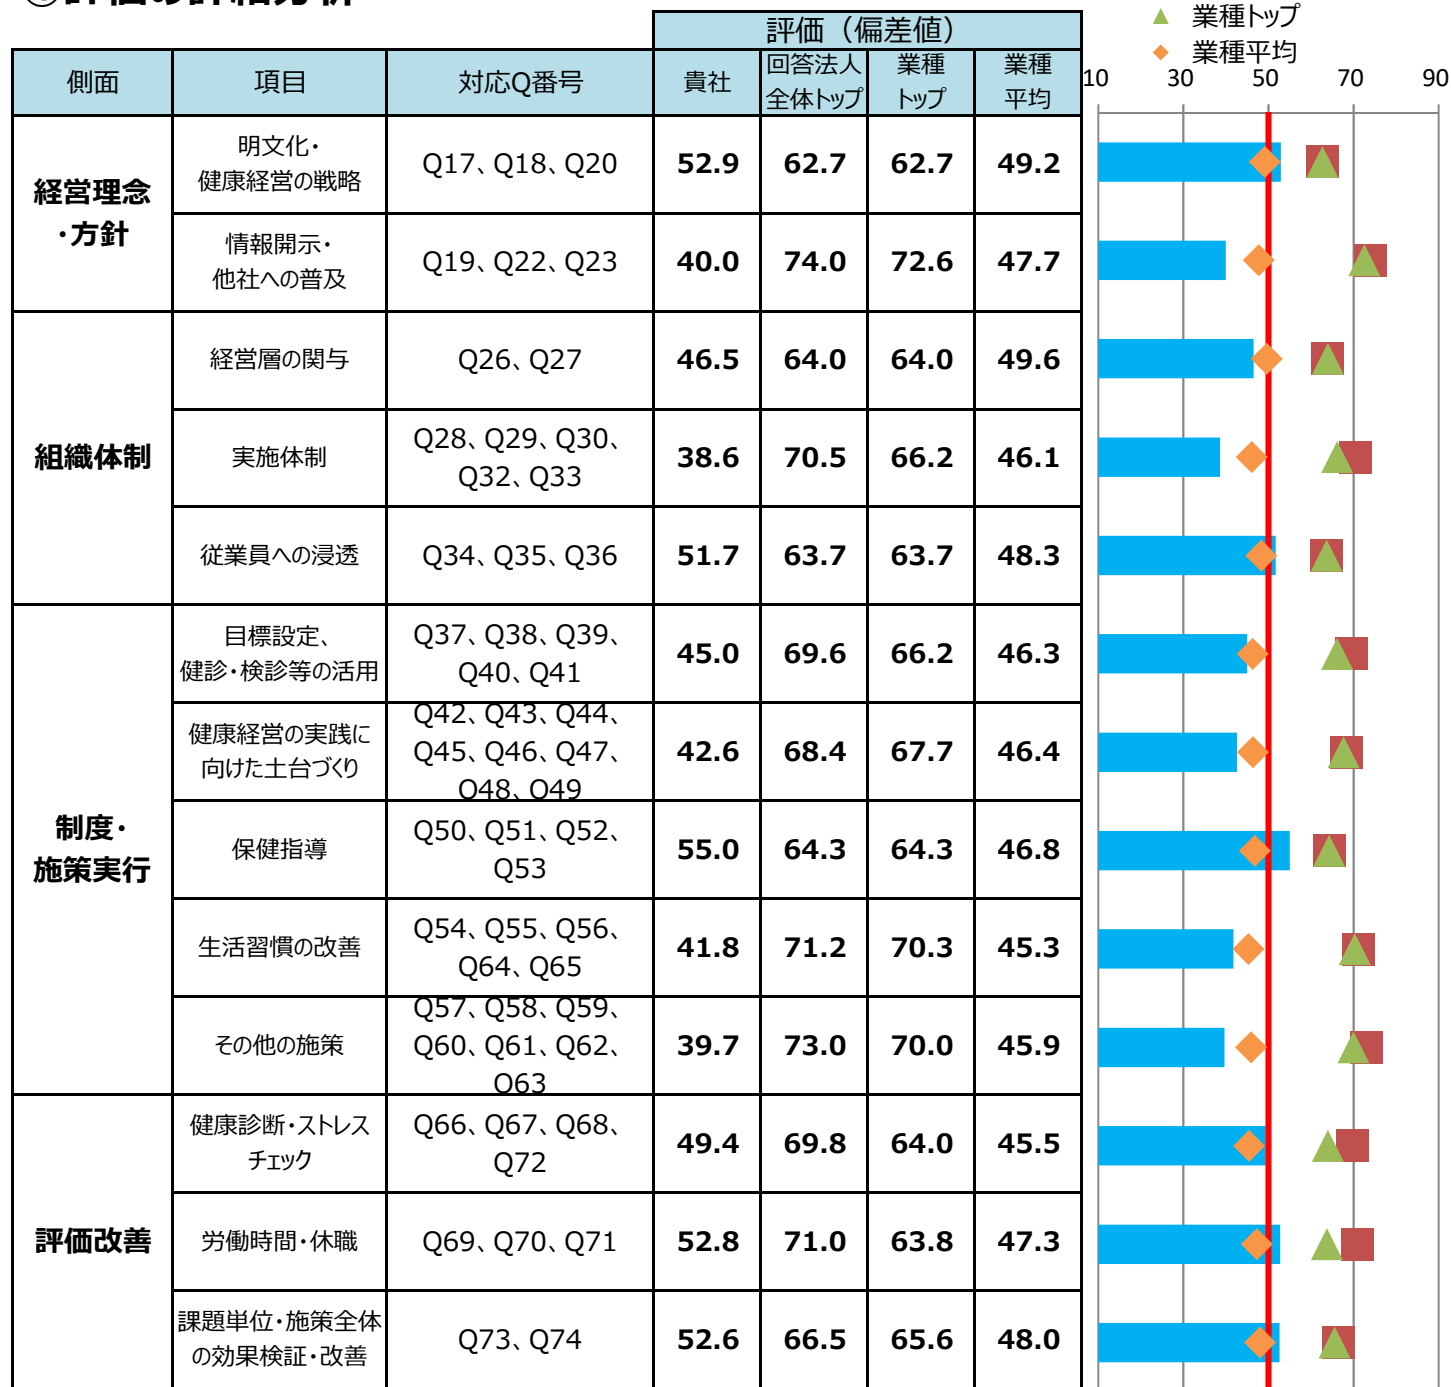 評価の詳細分析
▲ 業種トップ
◆ 業種平均
評価（偏差値）
側面 項目 対応Q番号 貴社 回答法人 業種 業種
全体トップ トップ 平均
10 30 50 70 90
経営理念
・方針
明文化・
健康経営の戦略
Q17、Q18、Q20 52.9 62.7 62.7 49.2
情報開示・
他社への普及
Q19、Q22、Q23 40.0 74.0 72.6 47.7
組織体制
経営層の関与 Q26、Q27 46.5 64.0 64.0 49.6
実施体制
Q28、Q29、Q30、
Q32、Q33
38.6 70.5 66.2 46.1
従業員への浸透 Q34、Q35、Q36 51.7 63.7 63.7 48.3
制度・
施策実行
目標設定、
健診・検診等の活用
Q37、Q38、Q39、
Q40、Q41
45.0 69.6 66.2 46.3
健康経営の実践に
向けた土台づくり
Q42、Q43、Q44、
Q45、Q46、Q47、
Q48、Q49
42.6 68.4 67.7 46.4
保健指導
Q50、Q51、Q52、
Q53
55.0 64.3 64.3 46.8
生活習慣の改善
Q54、Q55、Q56、
Q64、Q65
41.8 71.2 70.3 45.3
その他の施策
Q57、Q58、Q59、
Q60、Q61、Q62、
Q63
39.7 73.0 70.0 45.9
評価改善
健康診断・ストレス
チェック
Q66、Q67、Q68、
Q72
49.4 69.8 64.0 45.5
労働時間・休職 Q69、Q70、Q71 52.8 71.0 63.8 47.3
課題単位・施策全体
の効果検証・改善
Q73、Q74 52.6 66.5 65.6 48.0